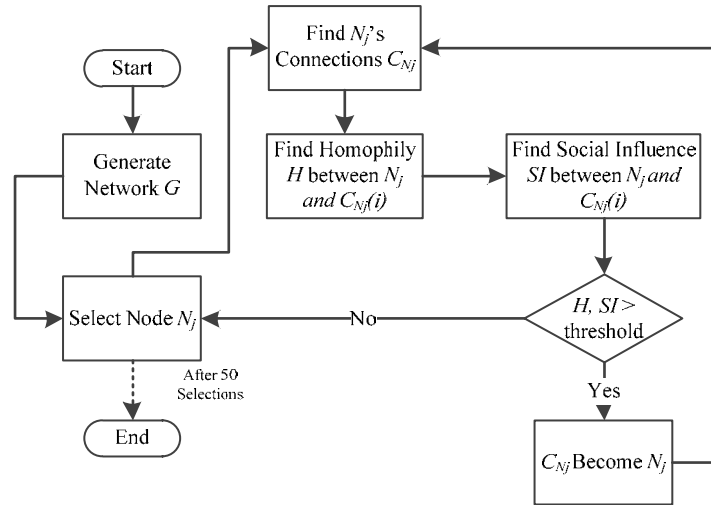 Start
Generate
Network G
Select Node Nj
After 50
Selections
End
Find Nj’s
Connections CNj
Find Homophily
H between Nj
and CNj(i)
Find Social Influence
SI between Nj and
CNj(i)
H, SI >
threshold
No
Yes
CNj Become Nj